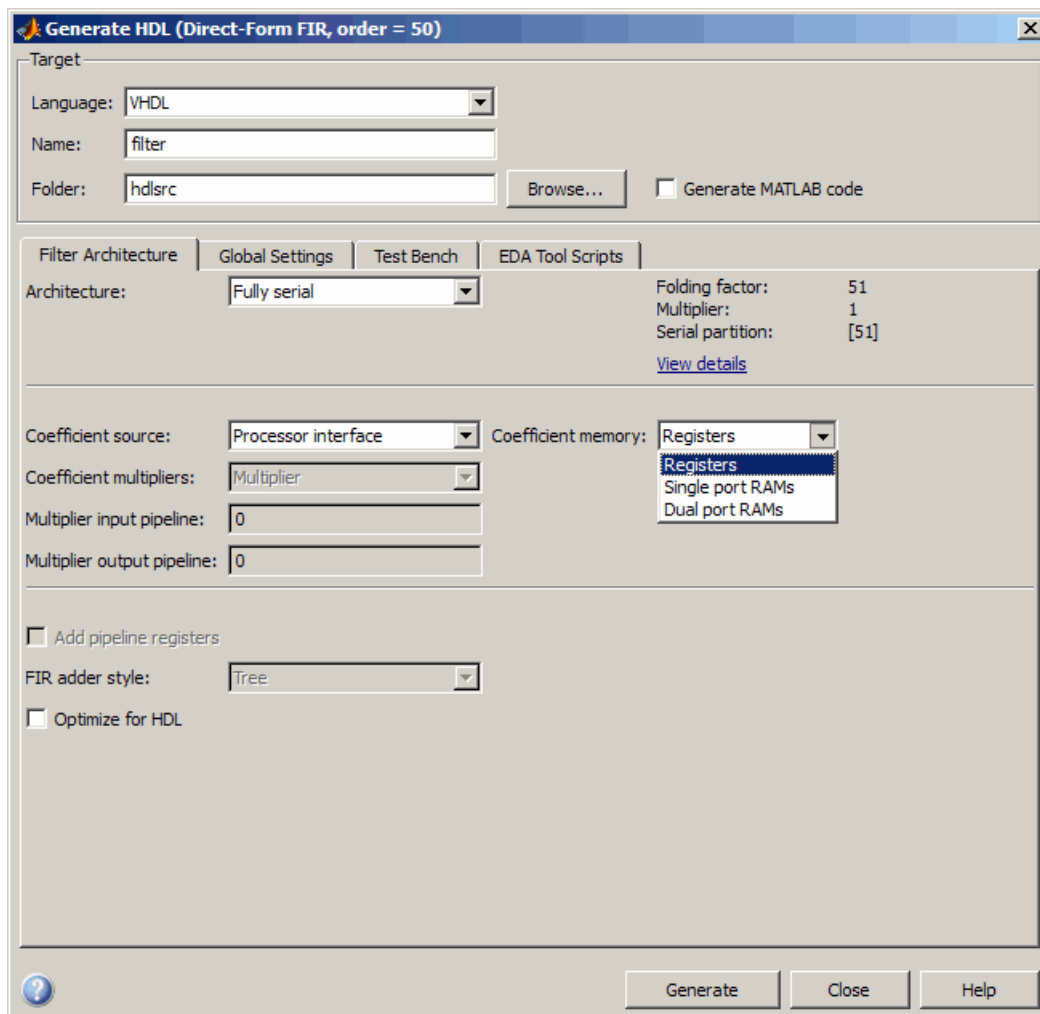 Generate HDL (Direct-Form FIR, order = 50)
Target
Language: VHDL
Name: filter
Folder: hdlsrc Browse... Generate MATLAB code
Filter Architecture Global Settings Test Bench EDA Tool Scripts
Architecture: Fully serial Folding factor: 51
Multiplier: 1
Serial partition: [51]
View details
Coefficient source: Processor interface Coefficient memory: Registers
Registers
Coefficient multipliers: Multiplier Single port RAMs
Dual port RAMs
Multiplier input pipeline: 0
Multiplier output pipeline: 0
Add pipeline registers
FIR adder style: Tree
Optimize for HDL
? Generate Close Help